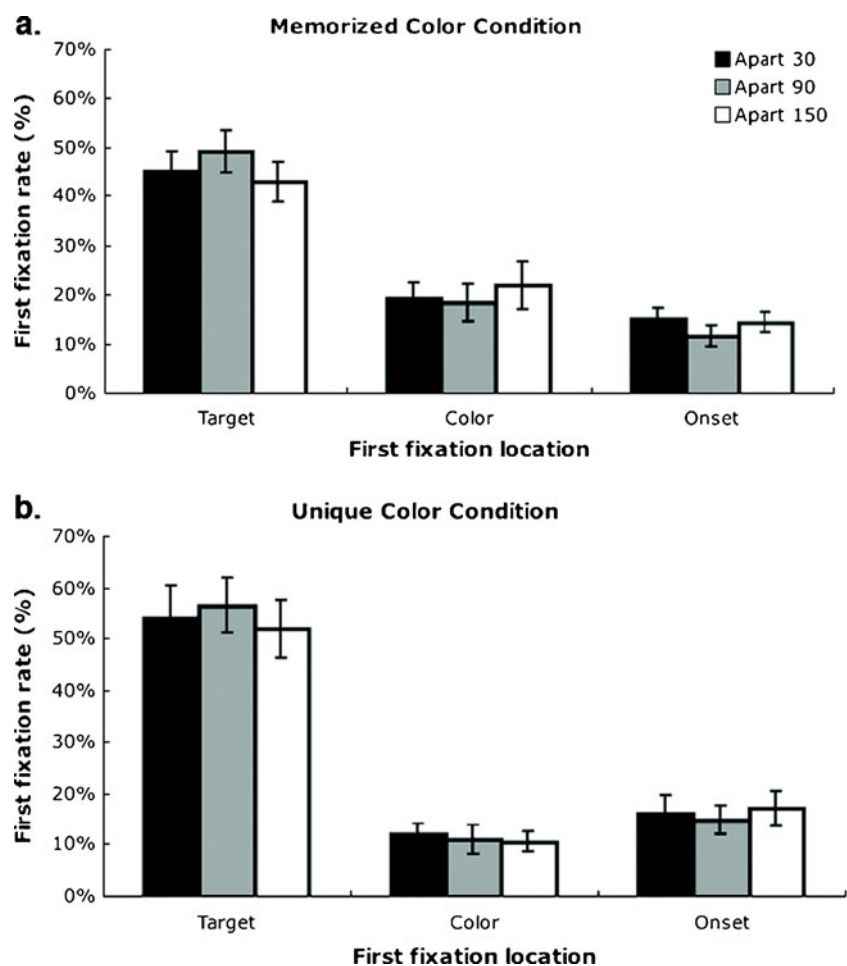 a.
Memorized Color Condition
70%
60%
50%
40%
30%
20%
10%
0%
First fixation rate (%)
Apart 30
Apart 90
Apart 150
Target Color Onset
First fixation location
b.
Unique Color Condition
70%
60%
50%
40%
30%
20%
10%
0%
First fixation rate (%)
Target Color Onset
First fixation location